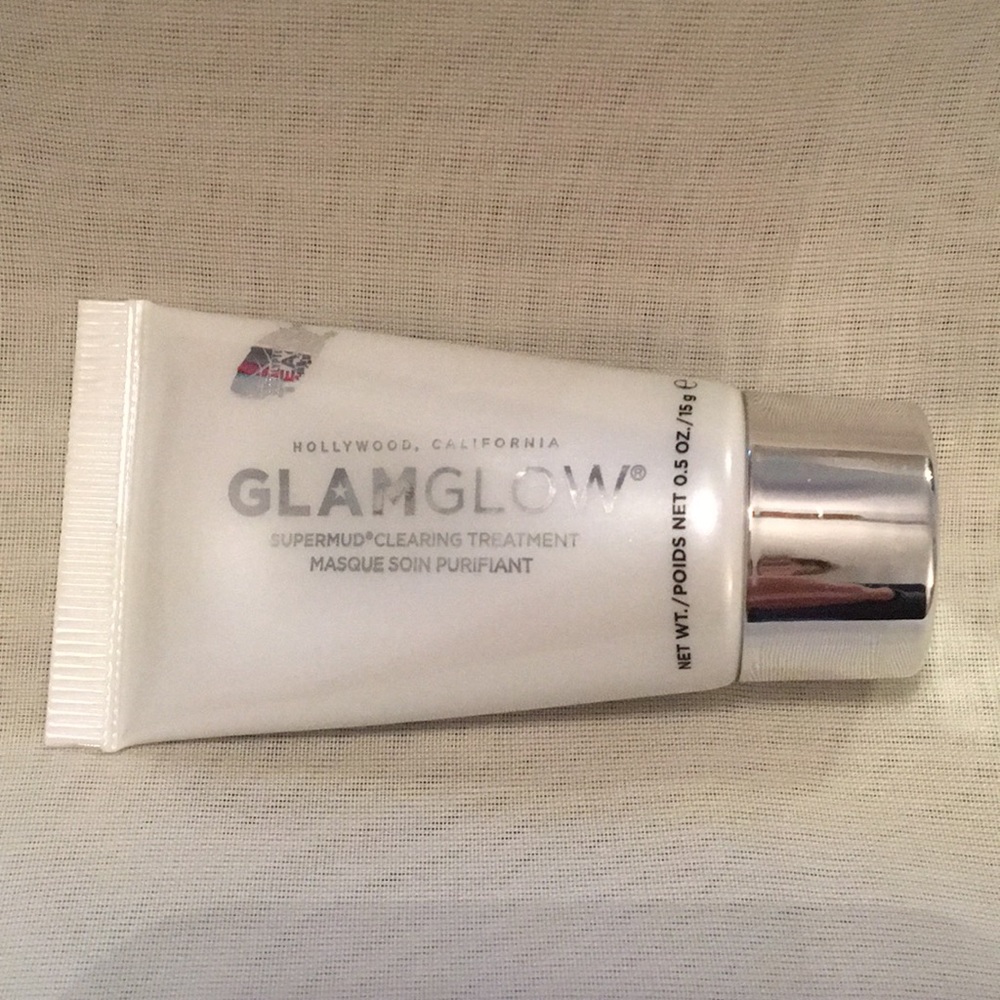 HOLLYWOOD, CALIFORNIA
GLAMGLOW®
SUPERMUD®CLEARING TREATMENT
MASQUE SOIN PURIFIANT
NET WT./POIDS NET 0.5 OZ./15 g ℮